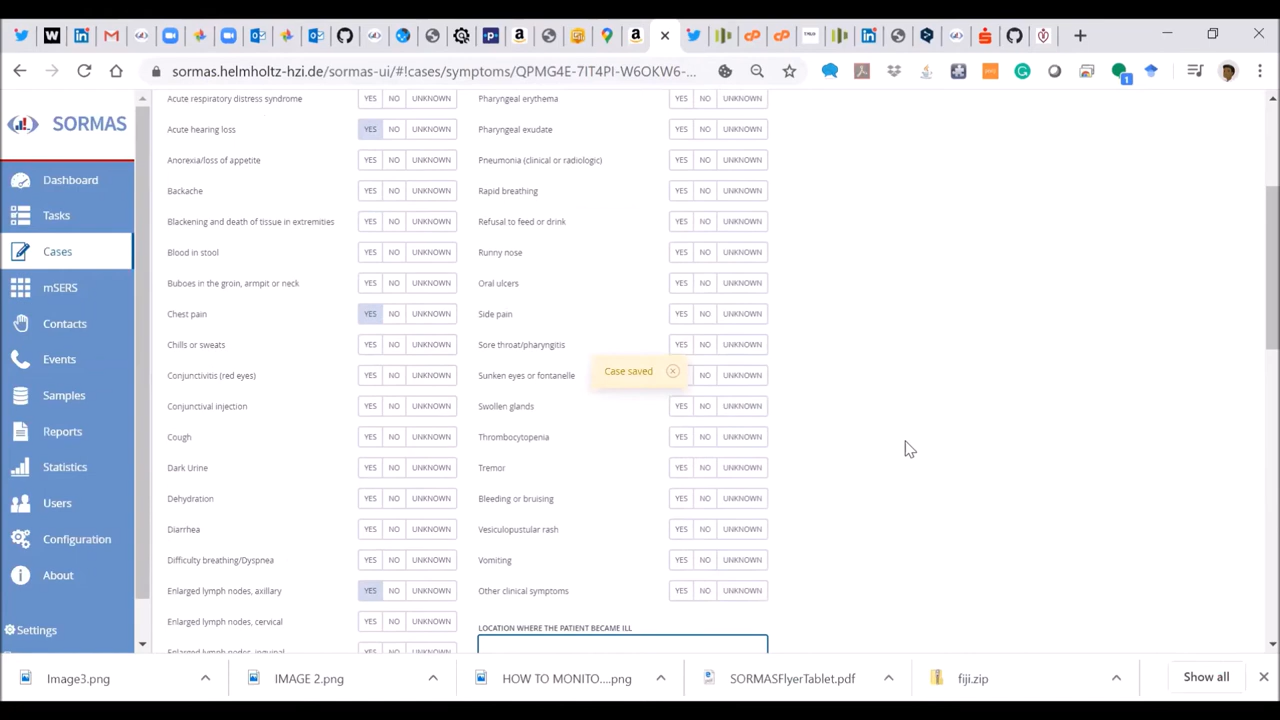 sormas.helmholtz-hzi.de/sormas-ui/#!cases/symptoms/QPMG4E-7IT4PI-W6OKW6-...
1
SORMAS
Dashboard
Tasks
Cases
mSERS
Contacts
Events
Samples
Reports
Statistics
Users
Configuration
About
Settings
Acute respiratory distress syndrome YES NO UNKNOWN
Acute hearing loss YES NO UNKNOWN
Anorexia/loss of appetite YES NO UNKNOWN
Backache YES NO UNKNOWN
Blackening and death of tissue in extremities YES NO UNKNOWN
Blood in stool YES NO UNKNOWN
Buboes in the groin, armpit or neck YES NO UNKNOWN
Chest pain YES NO UNKNOWN
Chills or sweats YES NO UNKNOWN
Conjunctivitis (red eyes) YES NO UNKNOWN
Conjunctival injection YES NO UNKNOWN
Cough YES NO UNKNOWN
Dark Urine YES NO UNKNOWN
Dehydration YES NO UNKNOWN
Diarrhea YES NO UNKNOWN
Difficulty breathing/Dyspnea YES NO UNKNOWN
Enlarged lymph nodes, axillary YES NO UNKNOWN
Enlarged lymph nodes, cervical YES NO UNKNOWN
Enlarged lymph nodes, inguinal YES NO UNKNOWN
Pharyngeal erythema YES NO UNKNOWN
Pharyngeal exudate YES NO UNKNOWN
Pneumonia (clinical or radiologic) YES NO UNKNOWN
Rapid breathing YES NO UNKNOWN
Refusal to feed or drink YES NO UNKNOWN
Runny nose YES NO UNKNOWN
Oral ulcers YES NO UNKNOWN
Side pain YES NO UNKNOWN
Sore throat/pharyngitis YES NO UNKNOWN
Case saved
Sunken eyes or fontanelle NO UNKNOWN
Swollen glands YES NO UNKNOWN
Thrombocytopenia YES NO UNKNOWN
Tremor YES NO UNKNOWN
Bleeding or bruising YES NO UNKNOWN
Vesiculopustular rash YES NO UNKNOWN
Vomiting YES NO UNKNOWN
Other clinical symptoms YES NO UNKNOWN
LOCATION WHERE THE PATIENT BECAME ILL
Image3.png
IMAGE 2.png
HOW TO MONITO....png
SORMASFlyerTablet.pdf
fiji.zip
Show all